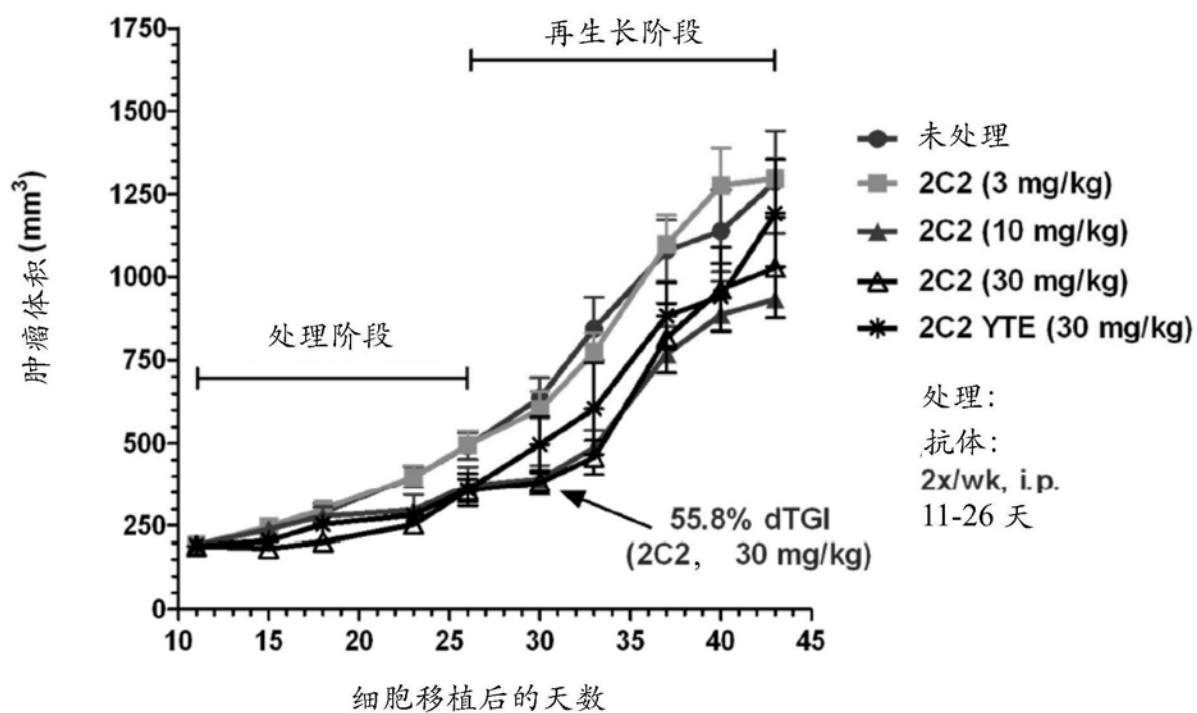 1750
1500
1250
1000
750
500
250
0
肿瘤体积 (mm³)
再生长阶段
处理阶段
55.8% dTGI
(2C2, 30 mg/kg)
10 15 20 25 30 35 40 45
细胞移植后的天数
未处理
2C2 (3 mg/kg)
2C2 (10 mg/kg)
2C2 (30 mg/kg)
2C2 YTE (30 mg/kg)
处理:
抗体:
2x/wk, i.p.
11-26 天